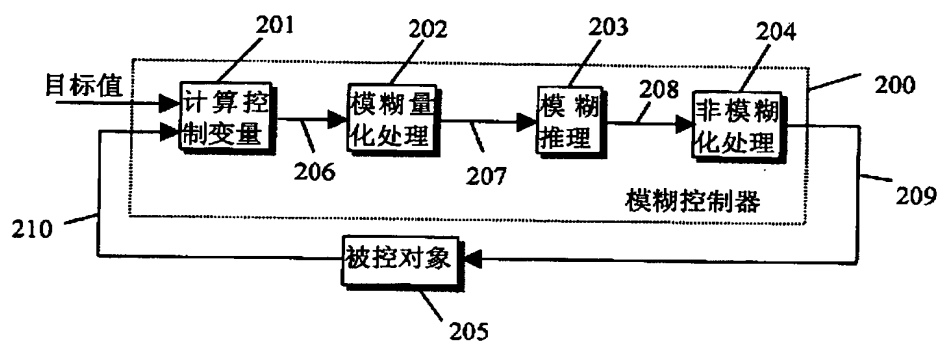 201
202
203
204
目标值
200
计算控
制变量
模糊量
化处理
模 糊
推理
非模糊
化处理
206
207
208
209
模糊控制器
210
被控对象
205